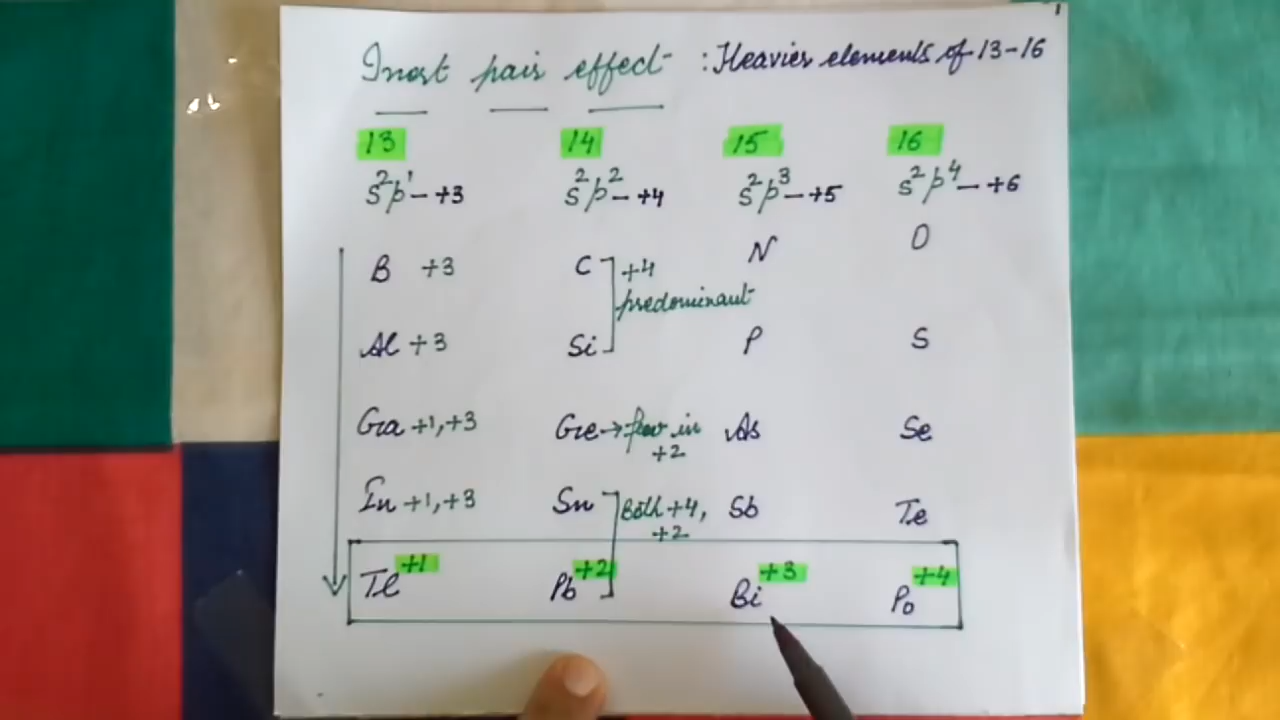 Inert pair effect : Heavier elements of 13-16
13 14 15 16
s²p¹ - +3 s²p² - +4 s²p³ - +5 s²p⁴ - +6
B +3 C +4 N O
predominant
Al +3 Si P S
Ga +1, +3 Ge → few in +2 As Se
In +1, +3 Sn Both +4, +2 Sb Te
Tl +1 Pb +2 Bi +3 Po +4